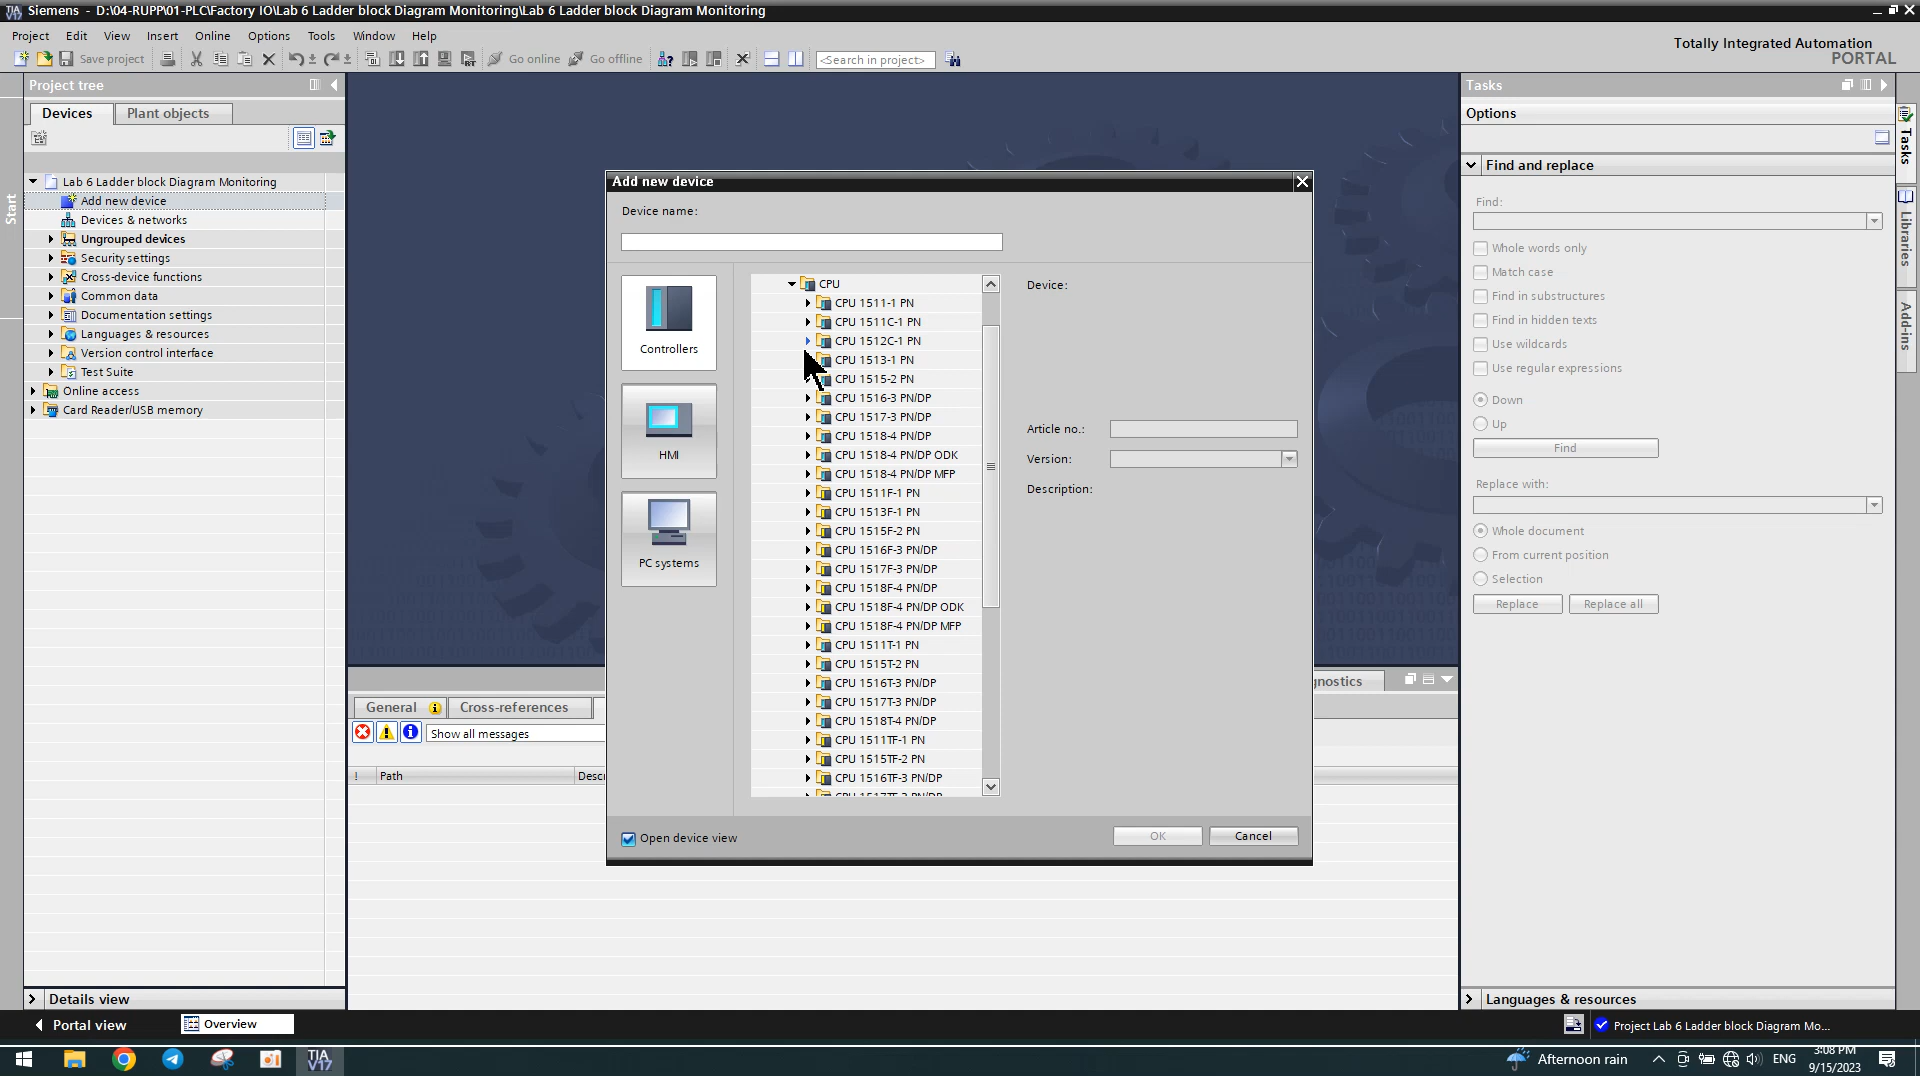 Siemens - D:\04-RUPP\01-PLC\Factory IO\Lab 6 Ladder block Diagram Monitoring\Lab 6 Ladder block Diagram Monitoring
Project Edit View Insert Online Options Tools Window Help
Save project
Go online
Go offline
<Search in project>
Totally Integrated Automation
PORTAL
Project tree
Devices
Plant objects
Start
Lab 6 Ladder block Diagram Monitoring
Add new device
Devices & networks
Ungrouped devices
Security settings
Cross-device functions
Common data
Documentation settings
Languages & resources
Version control interface
Test Suite
Online access
Card Reader/USB memory
Details view
Add new device
Device name:
Controllers
HMI
PC systems
CPU
CPU 1511-1 PN
CPU 1511C-1 PN
CPU 1512C-1 PN
CPU 1513-1 PN
CPU 1515-2 PN
CPU 1516-3 PN/DP
CPU 1517-3 PN/DP
CPU 1518-4 PN/DP
CPU 1518-4 PN/DP ODK
CPU 1518-4 PN/DP MFP
CPU 1511F-1 PN
CPU 1513F-1 PN
CPU 1515F-2 PN
CPU 1516F-3 PN/DP
CPU 1517F-3 PN/DP
CPU 1518F-4 PN/DP
CPU 1518F-4 PN/DP ODK
CPU 1518F-4 PN/DP MFP
CPU 1511T-1 PN
CPU 1515T-2 PN
CPU 1516T-3 PN/DP
CPU 1517T-3 PN/DP
CPU 1518T-4 PN/DP
CPU 1511TF-1 PN
CPU 1515TF-2 PN
CPU 1516TF-3 PN/DP
CPU 1517TF-3 PN/DP
Device:
Article no.:
Version:
Description:
Open device view
OK
Cancel
General
Cross-references
nostics
Show all messages
! Path Descr
Tasks
Options
Find and replace
Find:
Whole words only
Match case
Find in substructures
Find in hidden texts
Use wildcards
Use regular expressions
Down
Up
Find
Replace with:
Whole document
From current position
Selection
Replace
Replace all
Languages & resources
Tasks
Libraries
Add-ins
Portal view
Overview
Project Lab 6 Ladder block Diagram Mo...
TIA V17
Afternoon rain
ENG
3:08 PM
9/15/2023